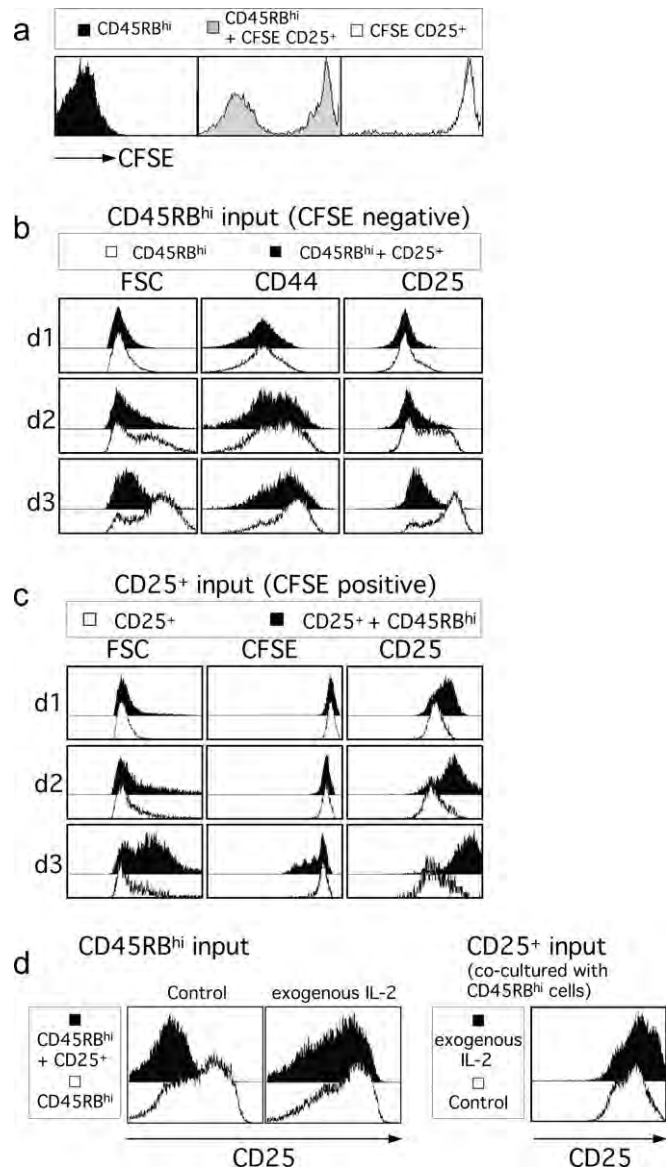 a
CD45RBhi
CD45RBhi
+ CFSE CD25+
CFSE CD25+
CFSE
b
CD45RBhi input (CFSE negative)
CD45RBhi
CD45RBhi + CD25+
FSC CD44 CD25
d1
d2
d3
c
CD25+ input (CFSE positive)
CD25+
CD25+ + CD45RBhi
FSC CFSE CD25
d1
d2
d3
d
CD45RBhi input
Control exogenous IL-2
CD45RBhi
+ CD25+
CD45RBhi
CD25
CD25+ input
(co-cultured with
CD45RBhi cells)
exogenous
IL-2
Control
CD25